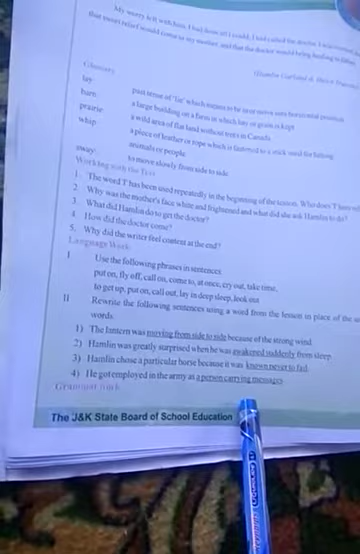 My worry left with him. I had done all I could. I had called the doctor. I was
that sweet relief would come to my mother, and that the doctor would bring healing
(Hamlin Garland
Glossary
lay: past tense of 'lie' which means to be in or move into horizontal position
barn: a large building on a farm in which hay or grain is kept
prairie: a wild area of flat land without trees in Canada
whip: a piece of leather or rope which is fastened to a stick used for hitting
animals or people
sway: to move slowly from side to side
Working with the Text
1. The word 'I' has been used repeatedly in the beginning of the lesson. Who does 'I' here
2. Why was the mother's face white and frightened and what did she ask Hamlin to do?
3. What did Hamlin do to get the doctor?
4. How did the doctor come?
5. Why did the writer feel content at the end?
Language Work
I Use the following phrases in sentences
put on, fly off, call on, come to, at once, cry out, take time,
to get up, put on, call out, lay in deep sleep, look out
II Rewrite the following sentences using a word from the lesson in place of the
words.
1) The lantern was moving from side to side because of the strong wind.
2) Hamlin was greatly surprised when he was awakened suddenly from sleep.
3) Hamlin chose a particular horse because it was known never to fail.
4) He got employed in the army as a person carrying messages.
Grammar Work
The J&K State Board of School Education